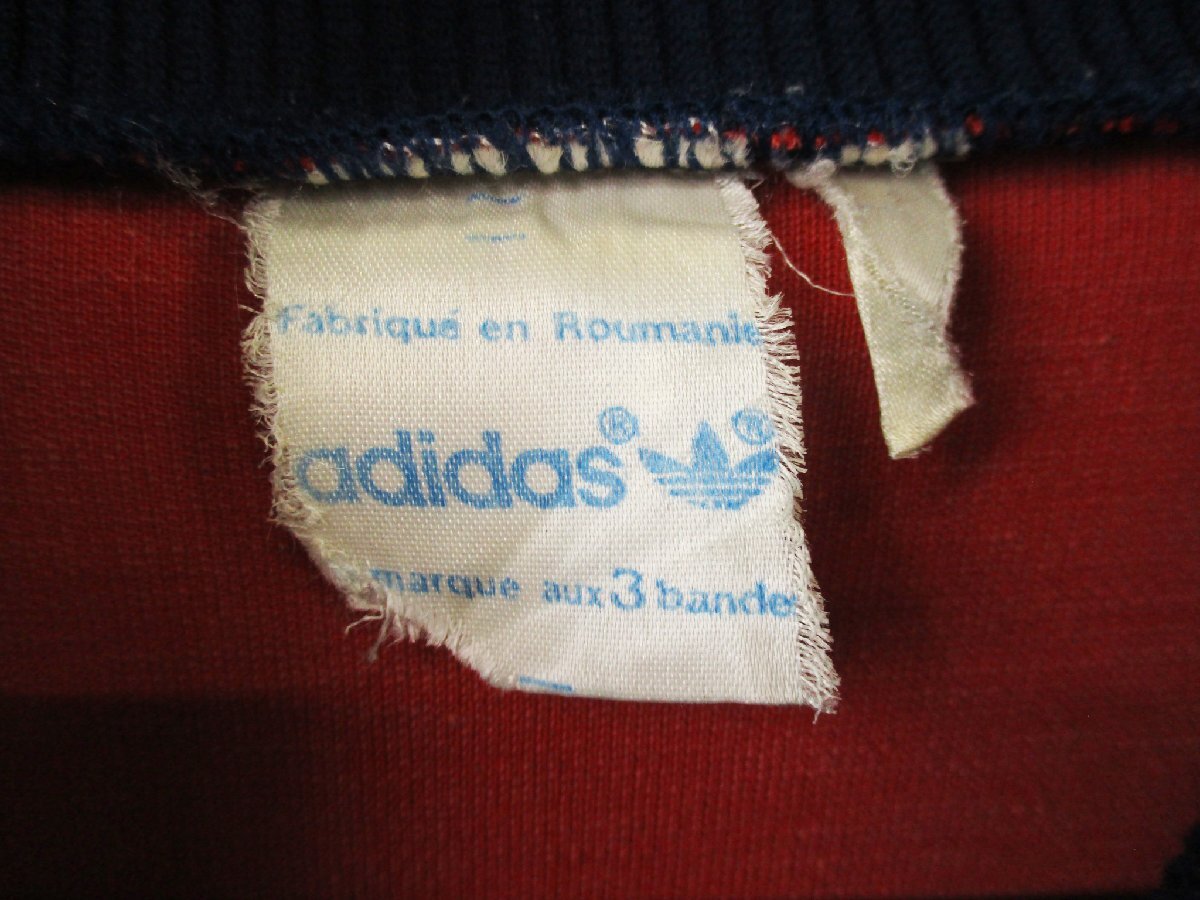 Fabriqué en Roumanie
adidas® ®
marque aux 3 bandes